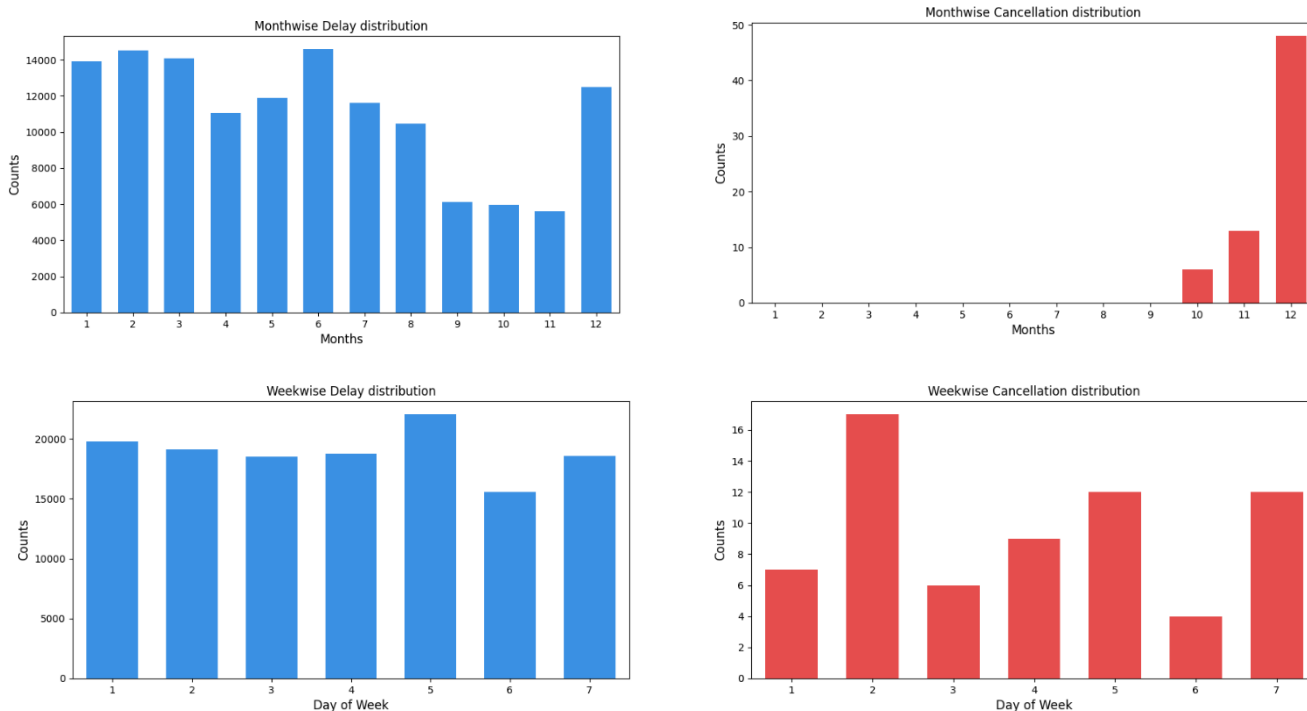 Monthwise Delay distribution
14000
12000
10000
8000
6000
4000
2000
0
Counts
1 2 3 4 5 6 7 8 9 10 11 12
Months
Monthwise Cancellation distribution
50
40
30
20
10
0
Counts
1 2 3 4 5 6 7 8 9 10 11 12
Months
Weekwise Delay distribution
20000
15000
10000
5000
0
Counts
1 2 3 4 5 6 7
Day of Week
Weekwise Cancellation distribution
16
14
12
10
8
6
4
2
0
Counts
1 2 3 4 5 6 7
Day of Week